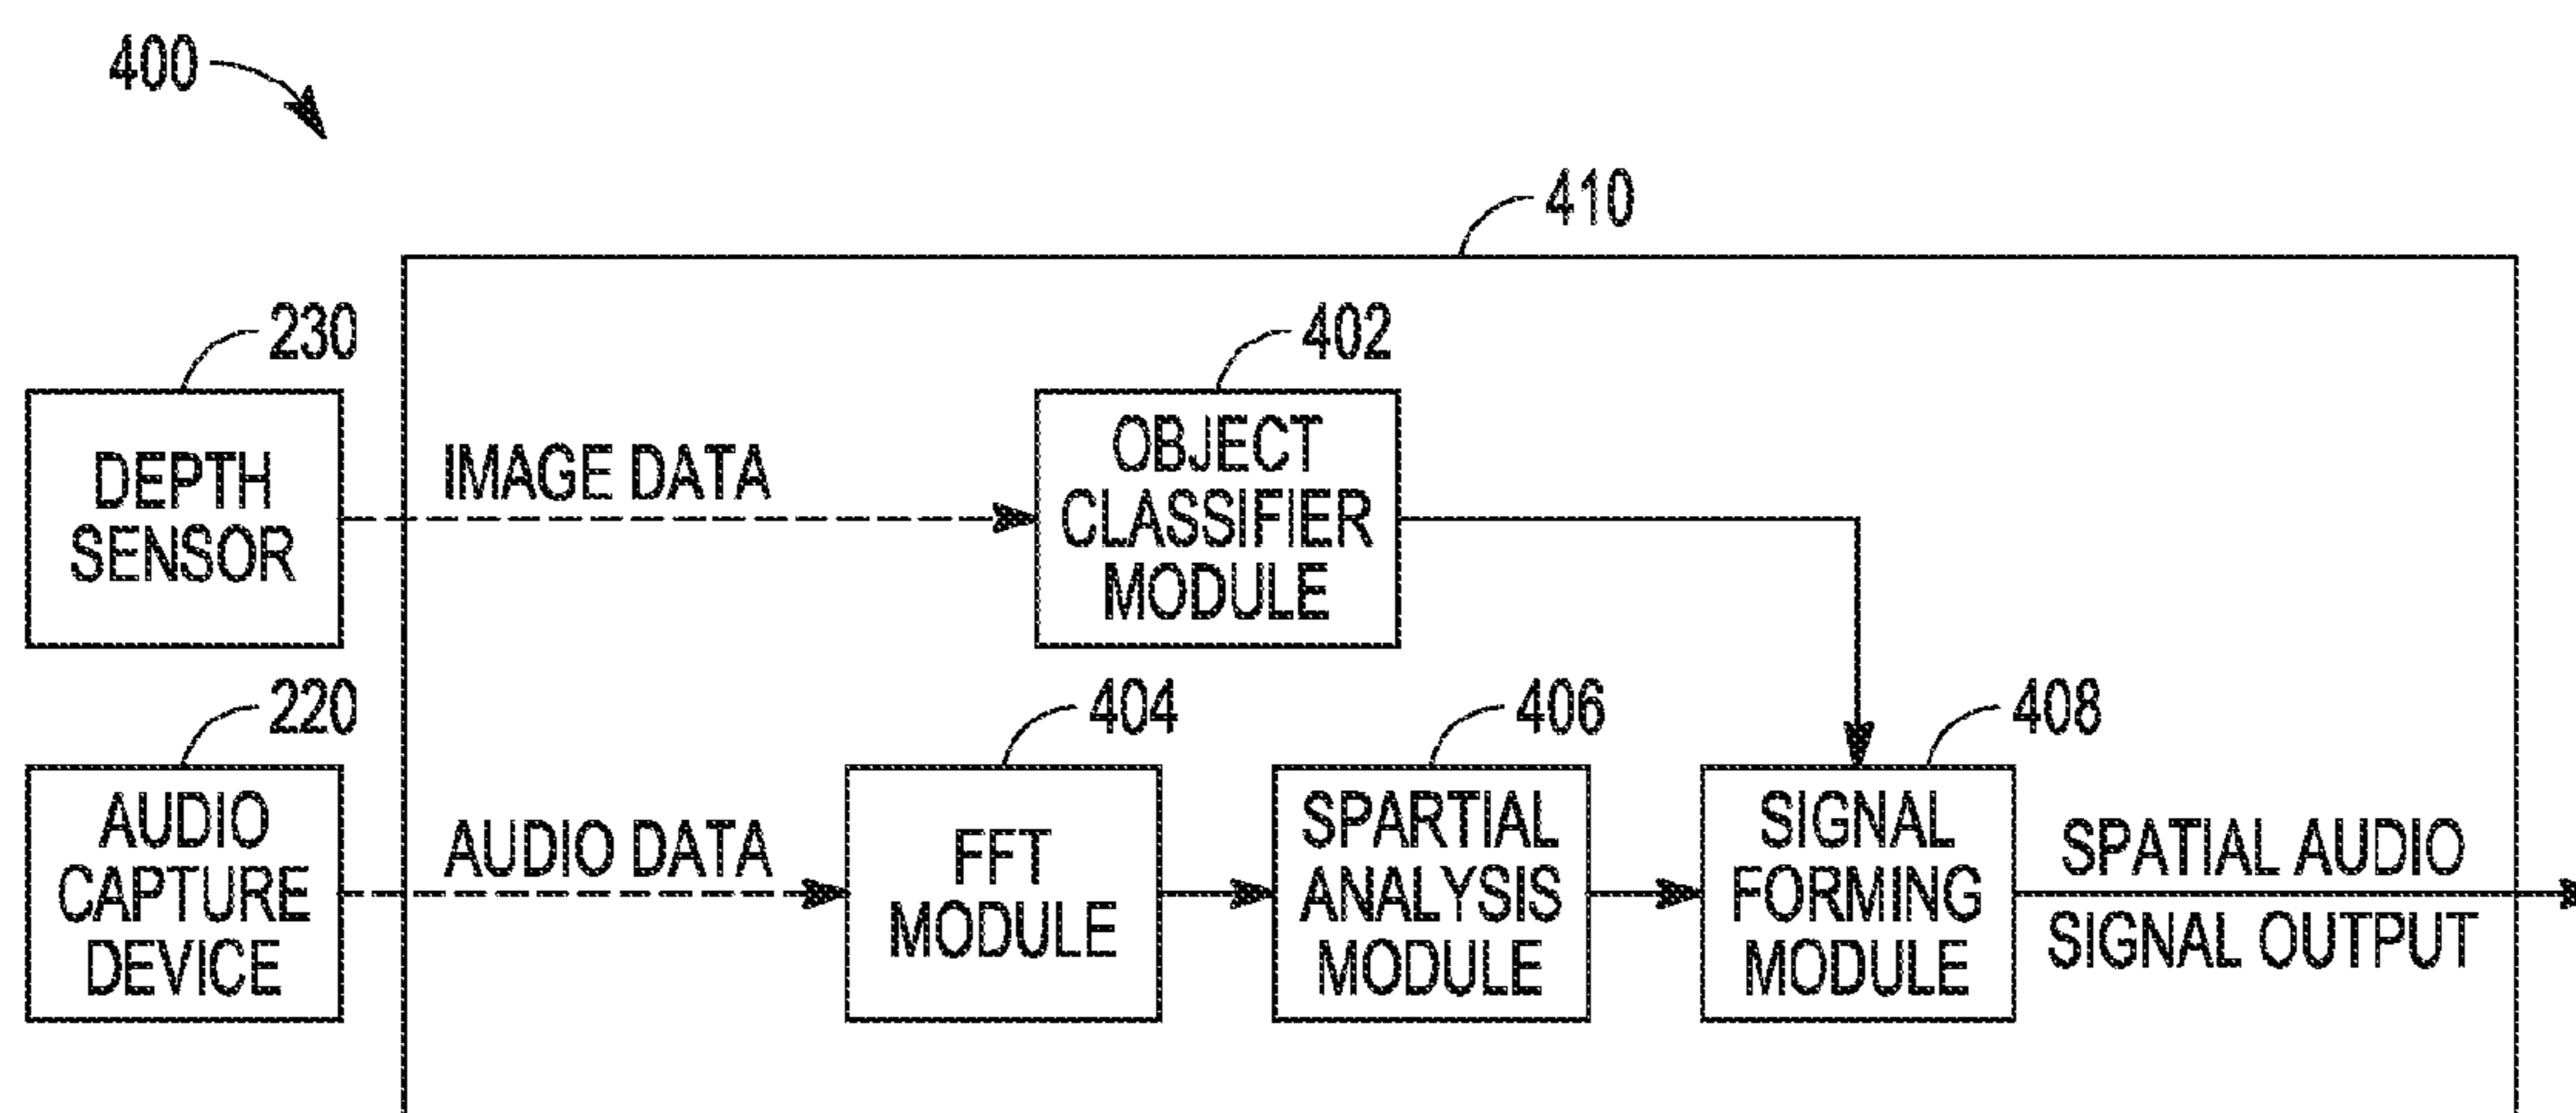 400
410
230
402
DEPTH
SENSOR
IMAGE DATA
OBJECT
CLASSIFIER
MODULE
220
404
406
408
AUDIO
CAPTURE
DEVICE
AUDIO DATA
FFT
MODULE
SPARTIAL
ANALYSIS
MODULE
SIGNAL
FORMING
MODULE
SPATIAL AUDIO
SIGNAL OUTPUT